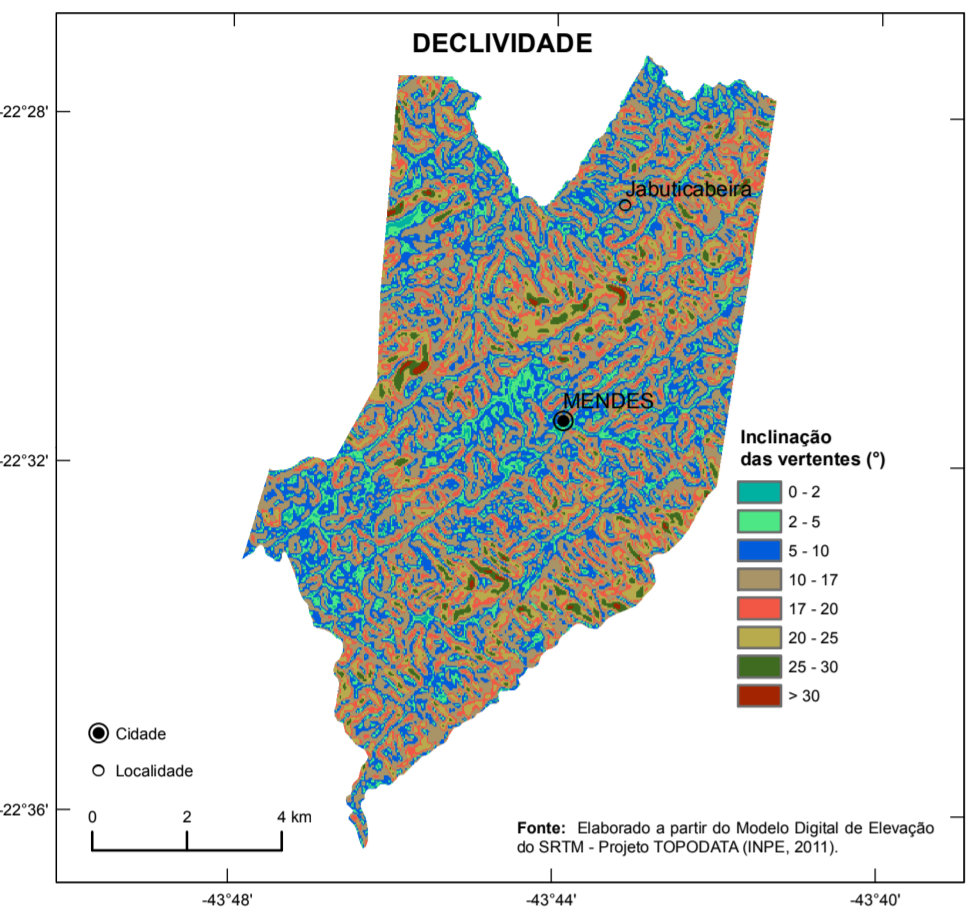 DECLIVIDADE
-22°28'
Jabuticabeira
MENDES
-22°32'
Inclinação
das vertentes (°)
0 - 2
2 - 5
5 - 10
10 - 17
17 - 20
20 - 25
25 - 30
> 30
Cidade
Localidade
0 2 4 km
-22°36'
Fonte: Elaborado a partir do Modelo Digital de Elevação
do SRTM - Projeto TOPODATA (INPE, 2011).
-43°48' -43°44' -43°40'